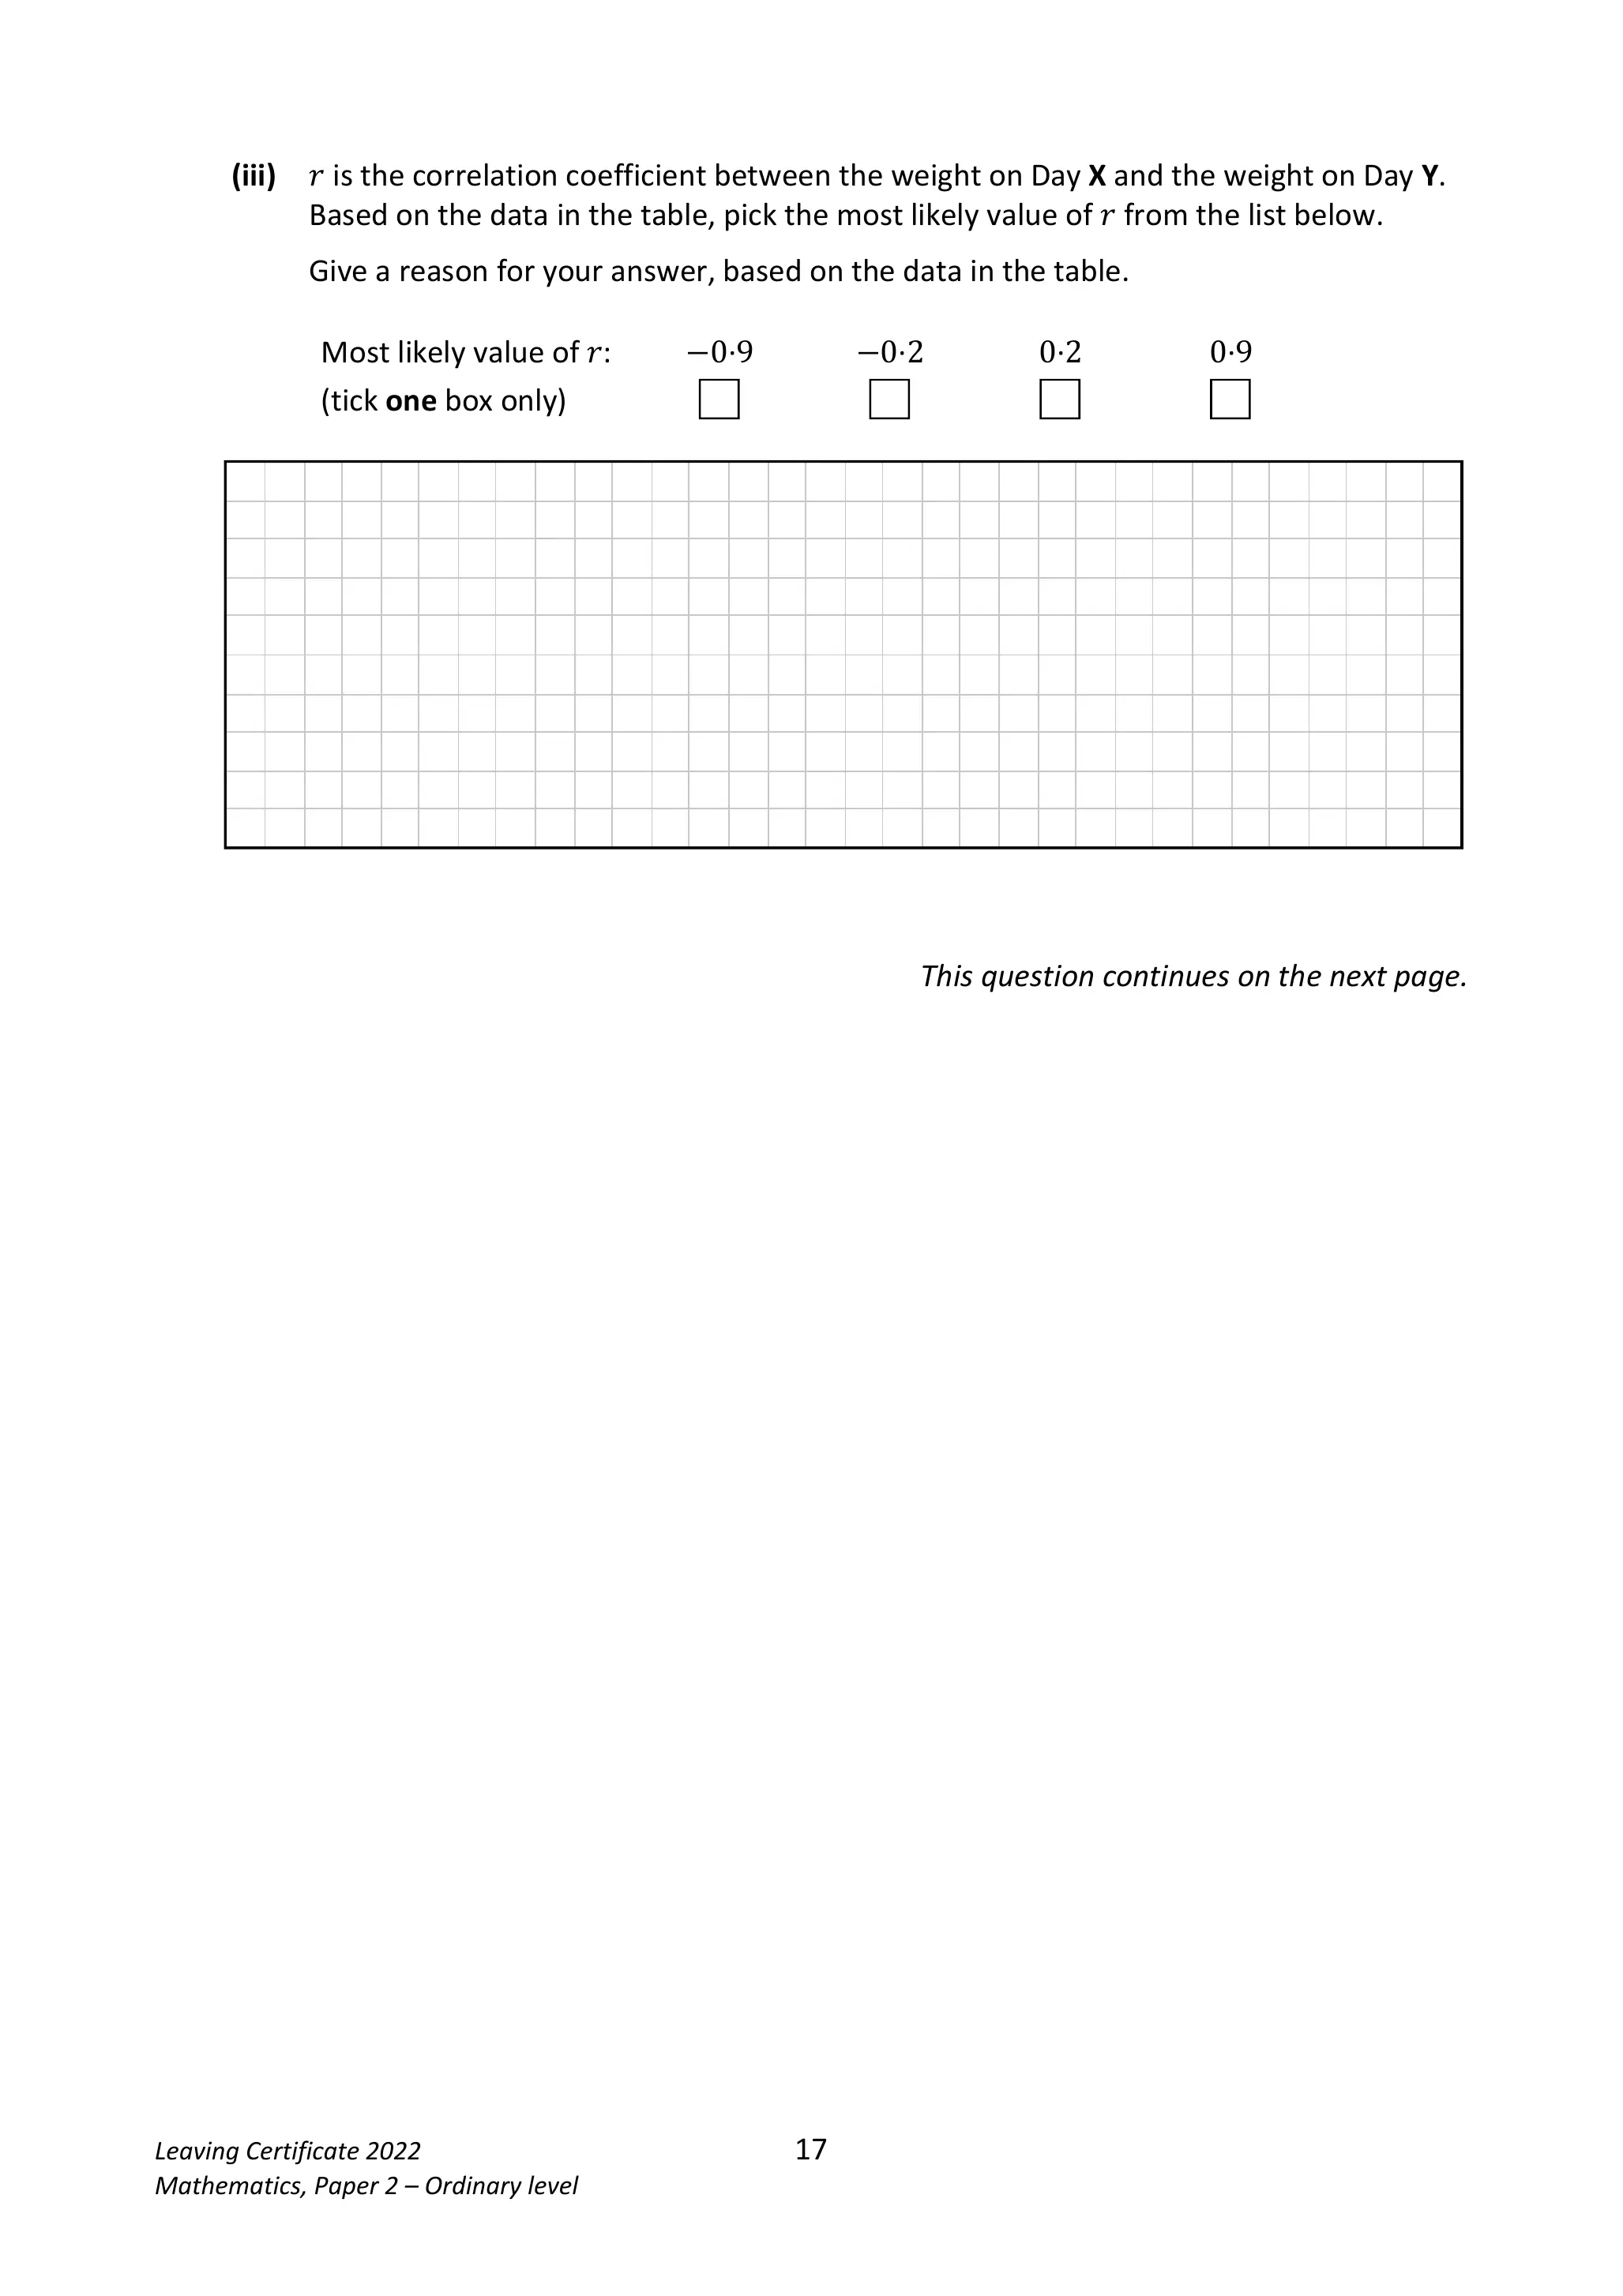 (iii) r is the correlation coefficient between the weight on Day X and the weight on Day Y.
Based on the data in the table, pick the most likely value of r from the list below.
Give a reason for your answer, based on the data in the table.
Most likely value of r: −0·9 −0·2 0·2 0·9
(tick one box only)
This question continues on the next page.
Leaving Certificate 2022 17
Mathematics, Paper 2 – Ordinary level